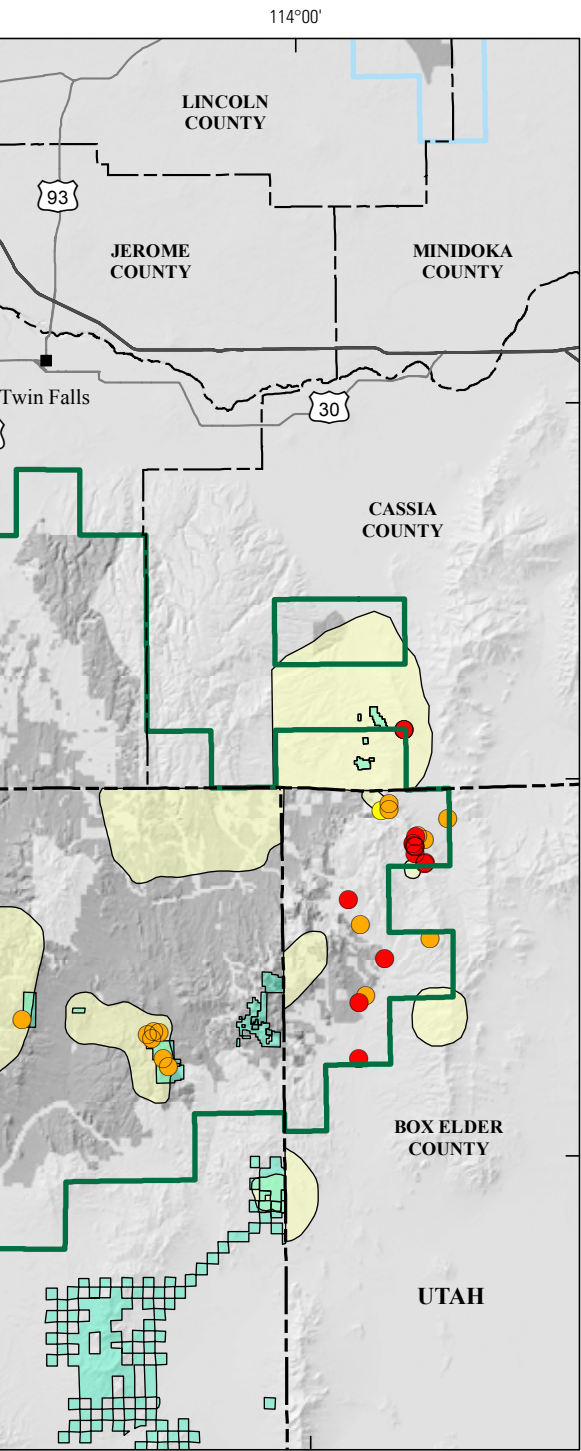 114°00'
LINCOLN
COUNTY
93
JEROME
COUNTY
MINIDOKA
COUNTY
Twin Falls
30
CASSIA
COUNTY
BOX ELDER
COUNTY
UTAH